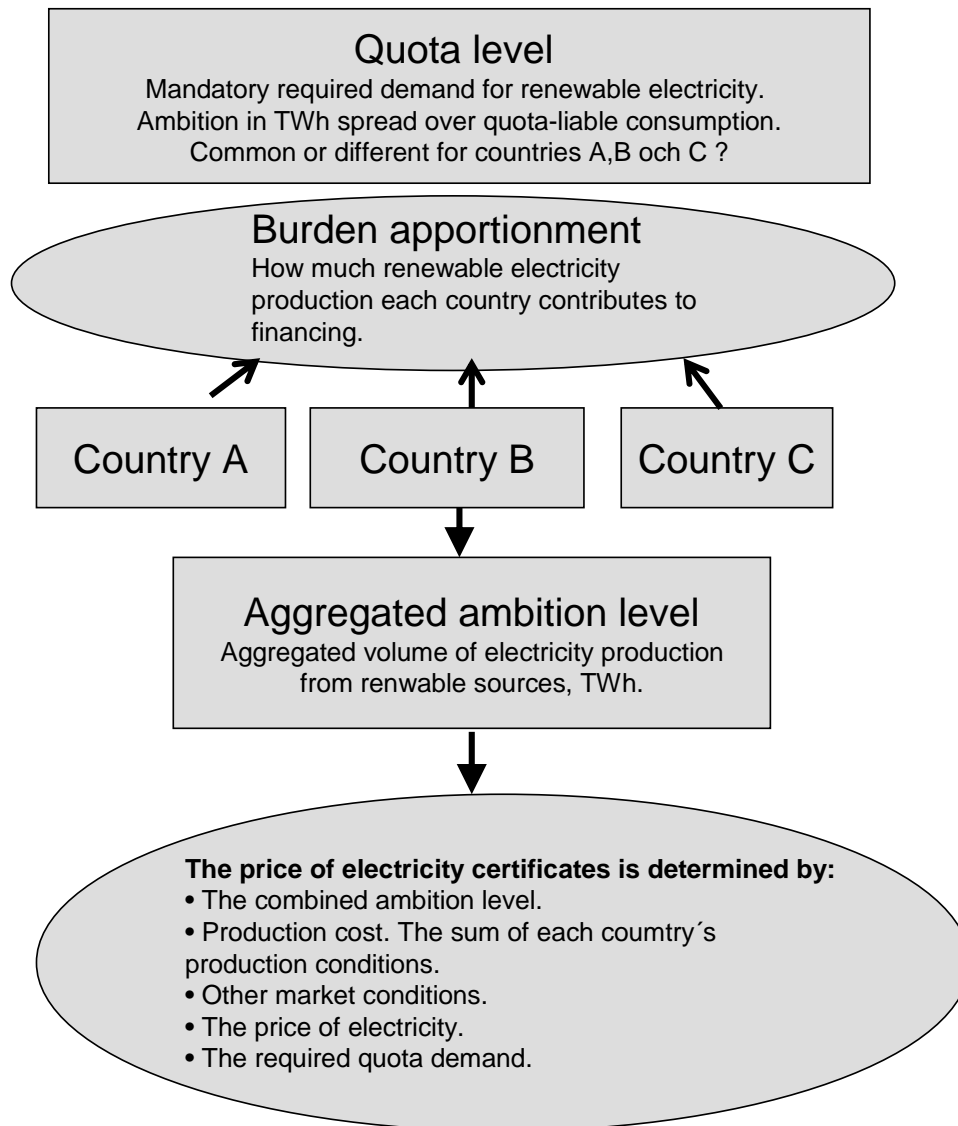 Quota level
Mandatory required demand for renewable electricity.
Ambition in TWh spread over quota-liable consumption.
Common or different for countries A,B och C ?
Burden apportionment
How much renewable electricity
production each country contributes to
financing.
Country A
Country B
Country C
Aggregated ambition level
Aggregated volume of electricity production
from renwable sources, TWh.
The price of electricity certificates is determined by:
• The combined ambition level.
• Production cost. The sum of each coumtry´s
production conditions.
• Other market conditions.
• The price of electricity.
• The required quota demand.